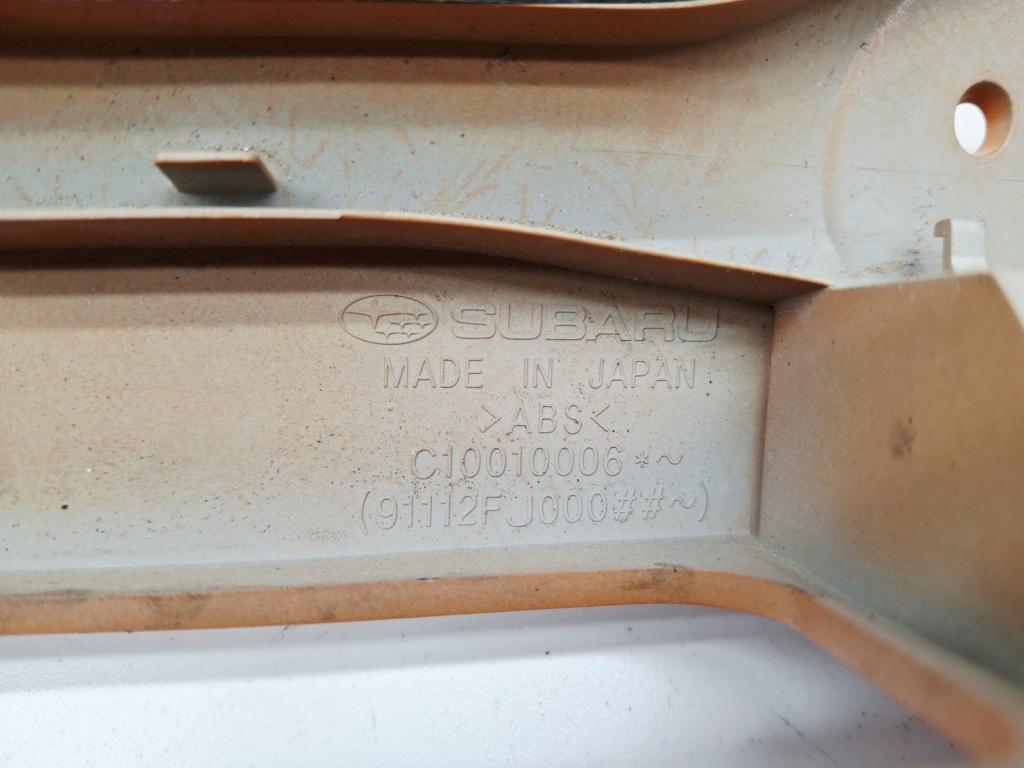 SUBARU
MADE IN JAPAN
>ABS<
C10010006*~
(91112FJ000##~)